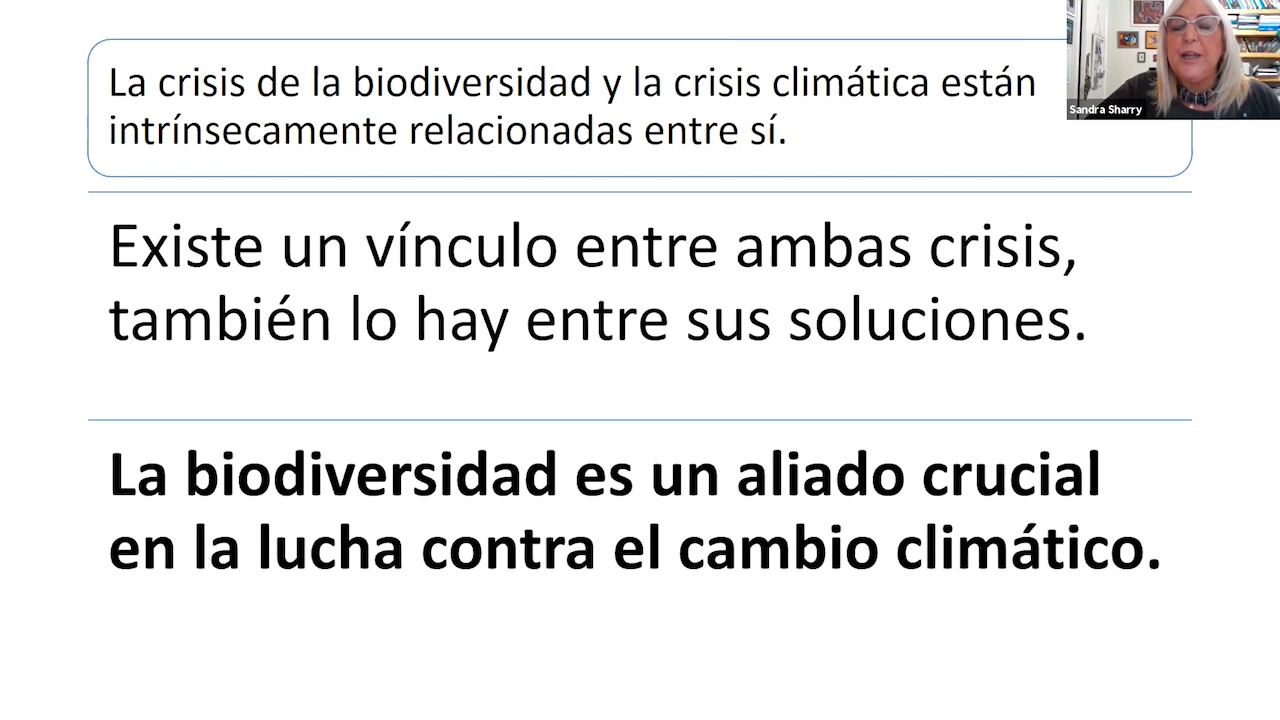 La crisis de la biodiversidad y la crisis climática están
intrínsecamente relacionadas entre sí.
Sandra Sharry
Existe un vínculo entre ambas crisis,
también lo hay entre sus soluciones.
La biodiversidad es un aliado crucial
en la lucha contra el cambio climático.